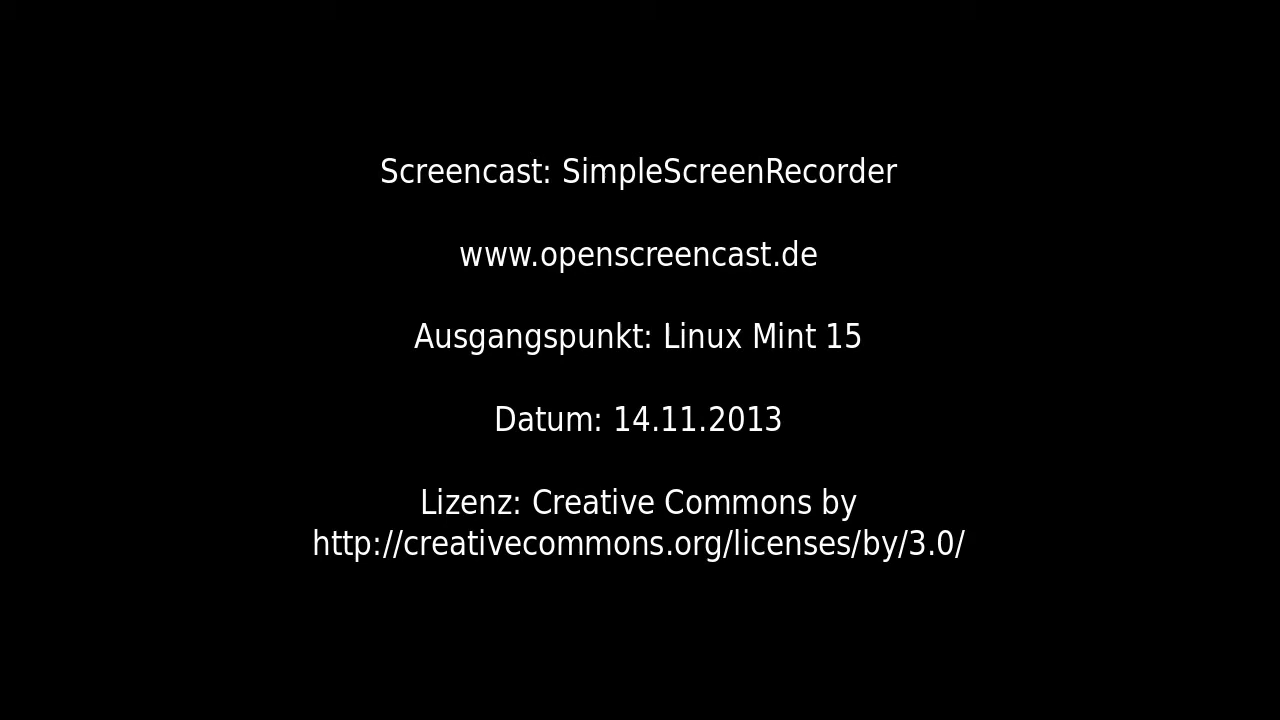 Screencast: SimpleScreenRecorder
www.openscreencast.de
Ausgangspunkt: Linux Mint 15
Datum: 14.11.2013
Lizenz: Creative Commons by
http://creativecommons.org/licenses/by/3.0/